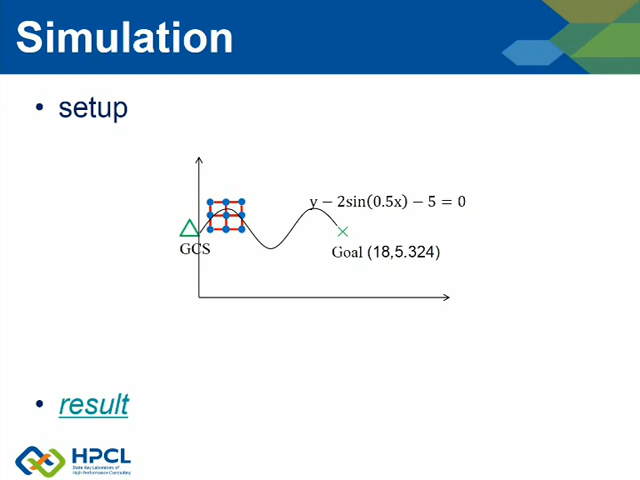 Simulation
• setup
y − 2sin(0.5x) − 5 = 0
GCS
Goal (18,5.324)
• result
HPCL
State Key Laboratory of
High Performance Computing